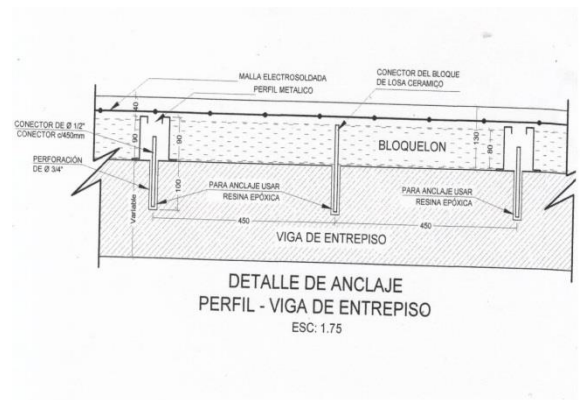 MALLA ELECTROSOLDADA
PERFIL METALICO
CONECTOR DEL BLOQUE
DE LOSA CERAMICO
CONECTOR DE Ø 1/2"
CONECTOR c/450mm
PERFORACIÓN
DE Ø 3/4"
40
90
90
100
130
80
BLOQUELON
PARA ANCLAJE USAR
RESINA EPÓXICA
PARA ANCLAJE USAR
RESINA EPÓXICA
Variable
450
450
VIGA DE ENTREPISO
DETALLE DE ANCLAJE
PERFIL - VIGA DE ENTREPISO
ESC: 1.75